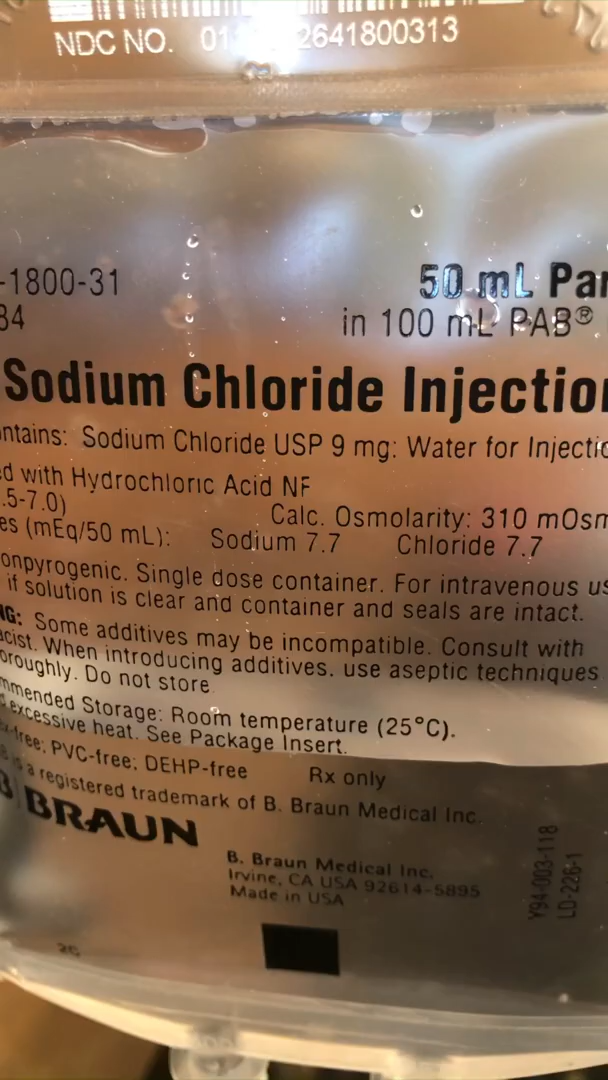 NDC NO. 01 2641800313
-1800-31
50 mL Par
34
in 100 mL PAB®
Sodium Chloride Injectio
ntains: Sodium Chloride USP 9 mg; Water for Injectio
ed with Hydrochloric Acid NF
.5-7.0)
Calc. Osmolarity: 310 mOsm
es (mEq/50 mL): Sodium 7.7 Chloride 7.7
onpyrogenic. Single dose container. For intravenous us
if solution is clear and container and seals are intact.
NG: Some additives may be incompatible. Consult with
acist. When introducing additives, use aseptic techniques
oroughly. Do not store
mmended Storage: Room temperature (25°C).
excessive heat. See Package Insert.
x-free; PVC-free; DEHP-free Rx only
is a registered trademark of B. Braun Medical Inc.
B BRAUN
B. Braun Medical Inc.
Irvine, CA USA 92614-5895
Made in USA
Y94-003-118
LD-226-1
2G